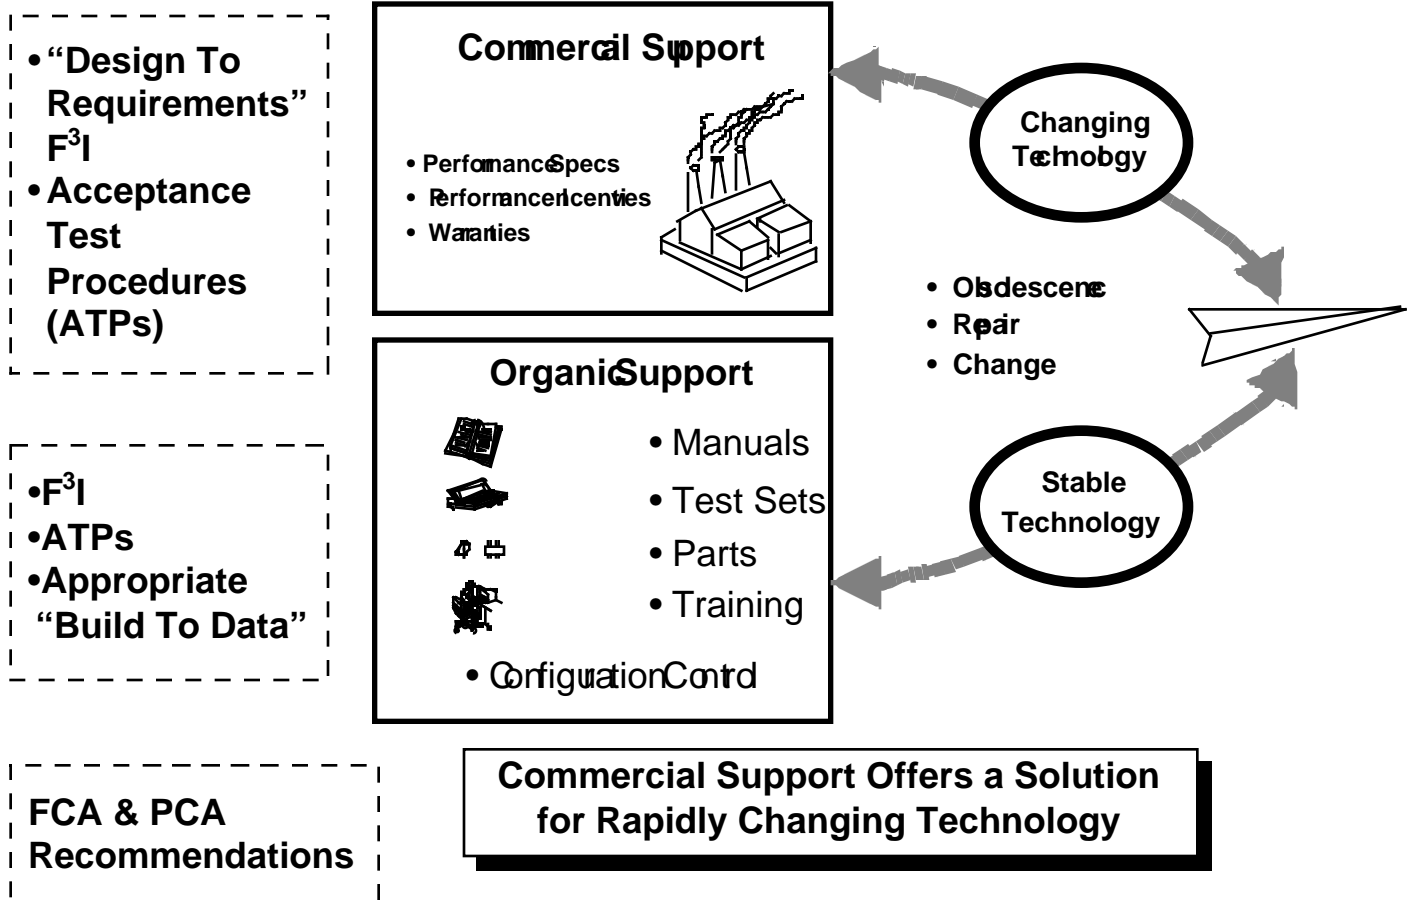 • “Design To
Requirements”
F³I
• Acceptance
Test
Procedures
(ATPs)
Commercial Support
• Performance Specs
• Performance Incentives
• Warranties
Changing
Technology
• Obsolescence
• Repair
• Change
Organic Support
• Manuals
• Test Sets
• Parts
• Training
• Configuration Control
Stable
Technology
•F³I
•ATPs
•Appropriate
“Build To Data”
FCA & PCA
Recommendations
Commercial Support Offers a Solution
for Rapidly Changing Technology